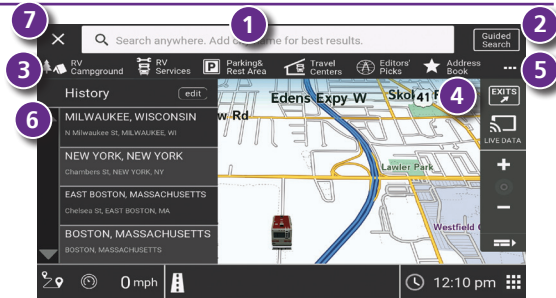 7
1
2
Search anywhere. Add
me for best results.
Guided
Search
3
RV
Campground
RV
Services
P
Parking&
Rest Area
Travel
Centers
Editors'
Picks
Address
Book
5
History
edit
Edens Expy W
41
4
EXITS
6
MILWAUKEE, WISCONSIN
N Milwaukee St, MILWAUKEE, WI
w Rd
LIVE DATA
NEW YORK, NEW YORK
Chambers St, NEW YORK, NY
Lawler Park
EAST BOSTON, MASSACHUSETTS
Chelsea St, EAST BOSTON, MA
BOSTON, MASSACHUSETTS
BOSTON, MASSACHUSETTS
Westfield
0 mph
12:10 pm